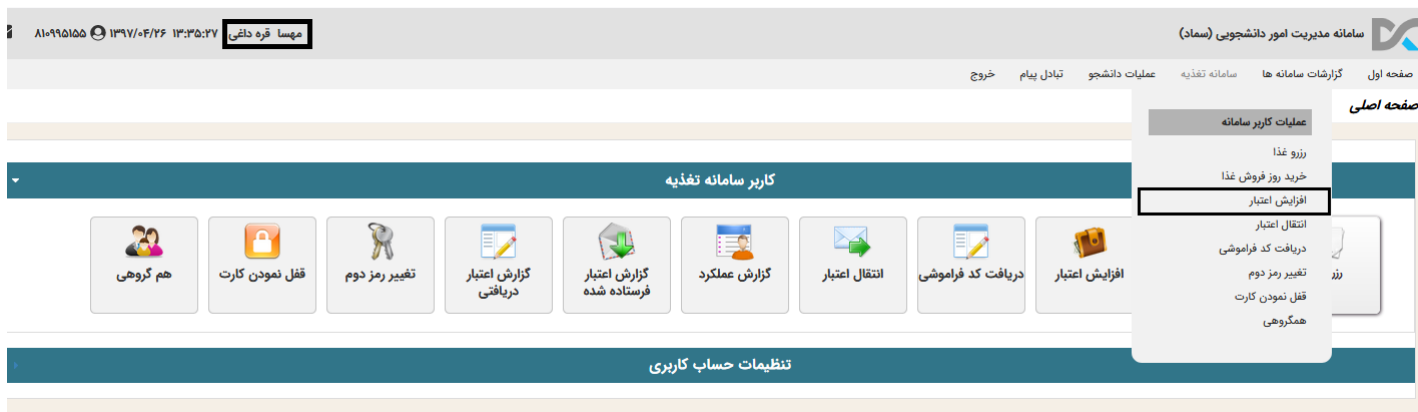 سامانه مدیریت امور دانشجویی (سماد)
مهسا قره داغی ۱۳:۳۵:۲۷ ۱۳۹۷/۰۴/۲۶ ۸۱۰۹۹۵۱۵۵
صفحه اول گزارشات سامانه ها سامانه تغذیه عملیات دانشجو تبادل پیام خروج
صفحه اصلی
عملیات کاربر سامانه
رزرو غذا
خرید روز فروش غذا
افزایش اعتبار
انتقال اعتبار
دریافت کد فراموشی
تغییر رمز دوم
قفل نمودن کارت
همگروهی
کاربر سامانه تغذیه
افزایش اعتبار
دریافت کد فراموشی
انتقال اعتبار
گزارش عملکرد
گزارش اعتبار
فرستاده شده
گزارش اعتبار
دریافتی
تغییر رمز دوم
قفل نمودن کارت
هم گروهی
تنظیمات حساب کاربری